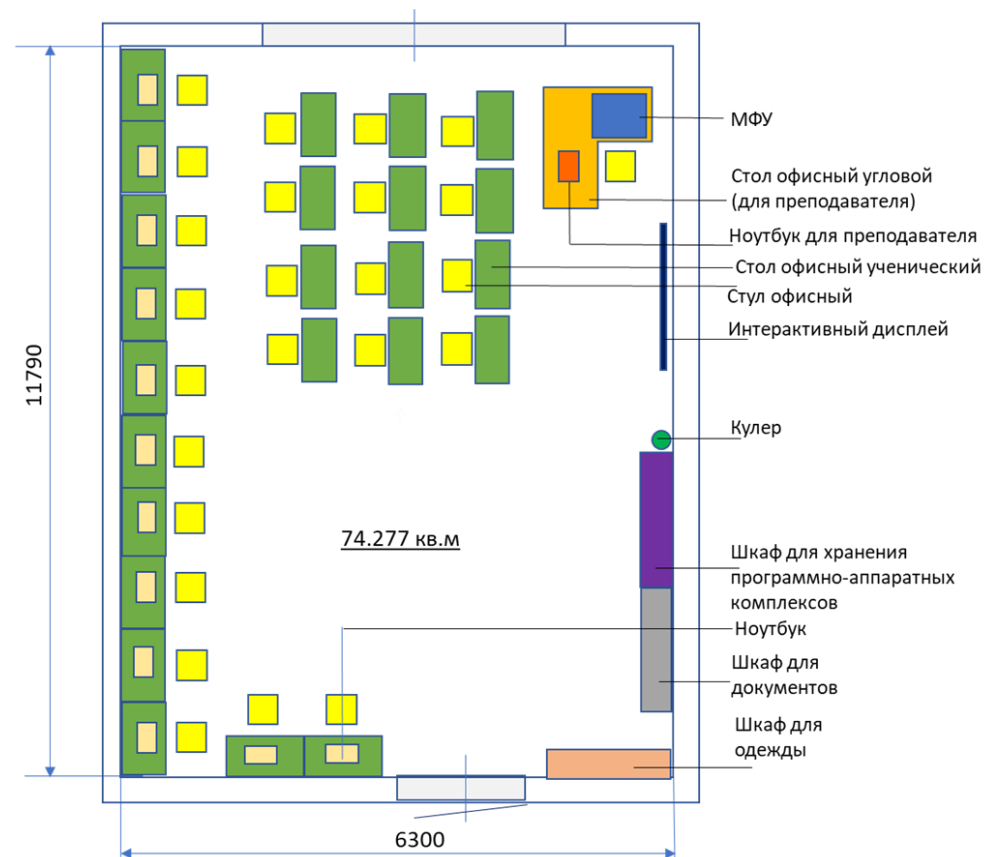 МФУ
Стол офисный угловой
(для преподавателя)
Ноутбук для преподавателя
Стол офисный ученический
Стул офисный
Интерактивный дисплей
11790
Кулер
74.277 кв.м
Шкаф для хранения
программно-аппаратных
комплексов
Ноутбук
Шкаф для
документов
Шкаф для
одежды
6300